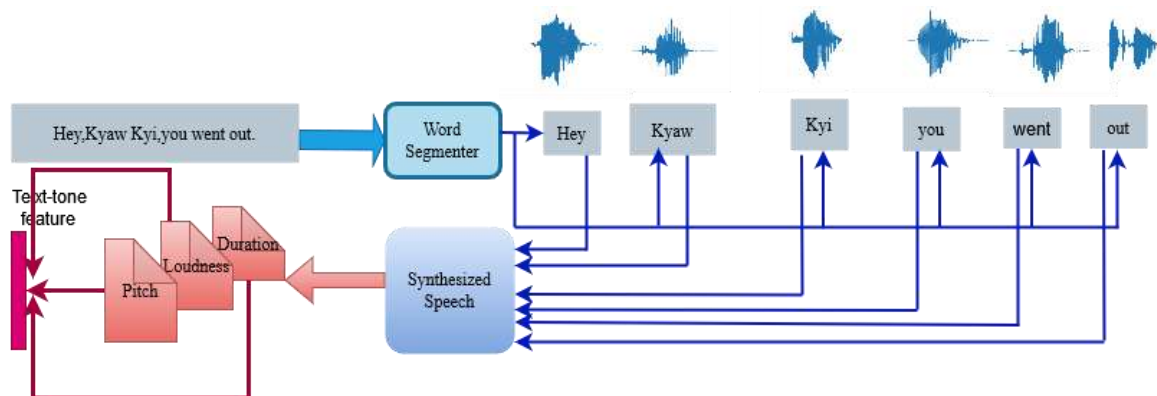 Hey,Kyaw Kyi,you went out.
Word
Segmenter
Hey
Kyaw
Kyi
you
went
out
Text-tone
feature
Duration
Loudness
Pitch
Synthesized
Speech